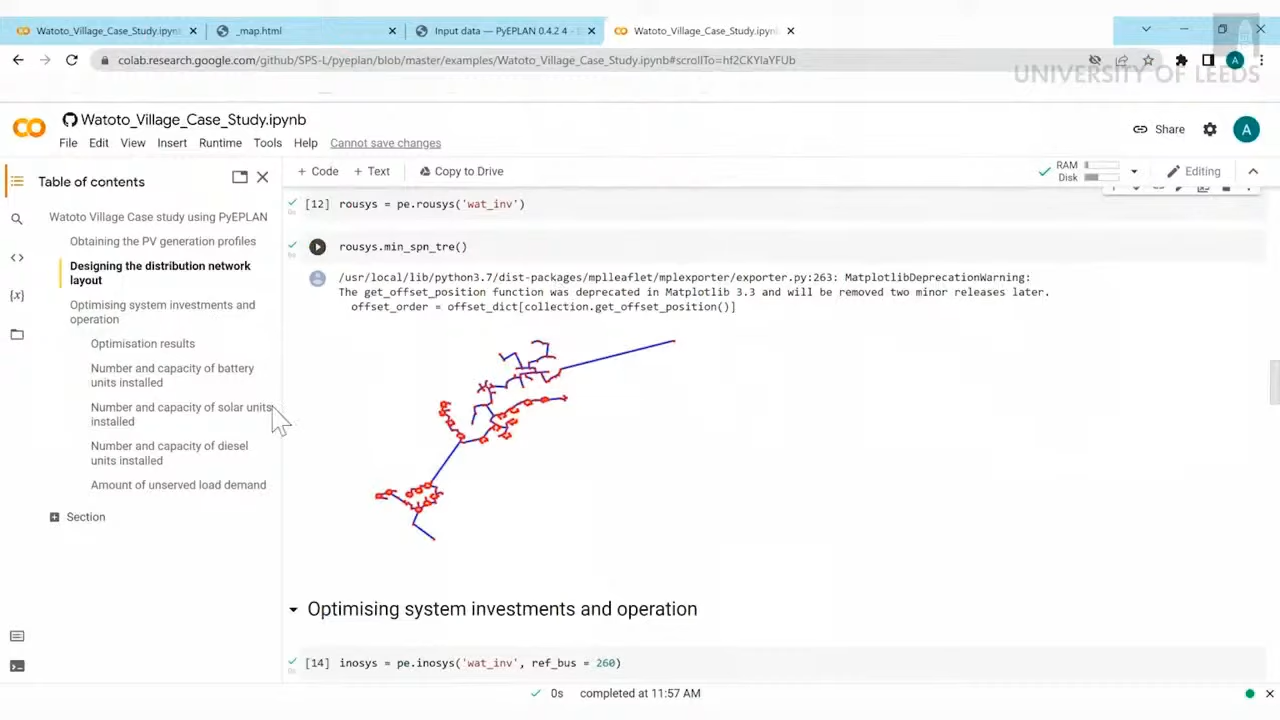 Watoto_Village_Case_Study.ipynb
_map.html
Input data — PyEPLAN 0.4.2 4 -
Watoto_Village_Case_Study.ipynb
colab.research.google.com/github/SPS-L/pyeplan/blob/master/examples/Watoto_Village_Case_Study.ipynb#scrollTo=hf2CKYlaYFUb
A
UNIVERSITY OF LEEDS
Watoto_Village_Case_Study.ipynb
File Edit View Insert Runtime Tools Help Cannot save changes
Share
A
Table of contents
+ Code + Text Copy to Drive
RAM
Disk
Editing
Watoto Village Case study using PyEPLAN
Obtaining the PV generation profiles
Designing the distribution network
layout
Optimising system investments and
operation
Optimisation results
Number and capacity of battery
units installed
Number and capacity of solar units
installed
Number and capacity of diesel
units installed
Amount of unserved load demand
Section
[12] rousys = pe.rousys('wat_inv')
rousys.min_spn_tre()
/usr/local/lib/python3.7/dist-packages/mplleaflet/mplexporter/exporter.py:263: MatplotlibDeprecationWarning:
The get_offset_position function was deprecated in Matplotlib 3.3 and will be removed two minor releases later.
offset_order = offset_dict[collection.get_offset_position()]
Optimising system investments and operation
[14] inosys = pe.inosys('wat_inv', ref_bus = 260)
0s completed at 11:57 AM